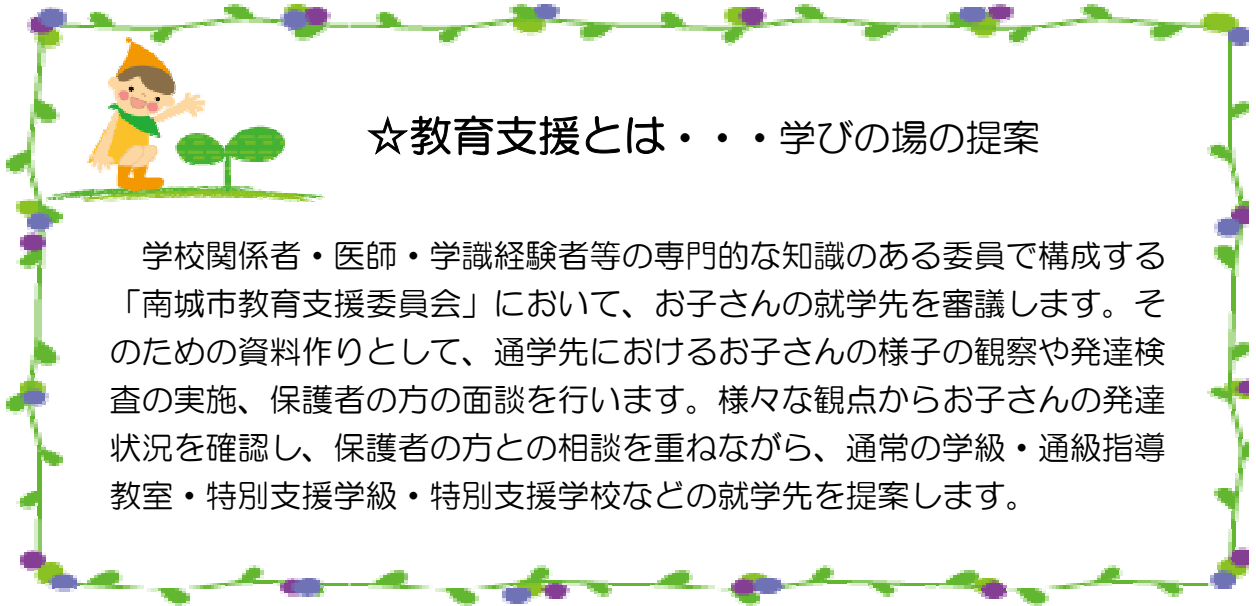 ☆教育支援とは・・・学びの場の提案
　学校関係者・医師・学識経験者等の専門的な知識のある委員で構成する
「南城市教育支援委員会」において、お子さんの就学先を審議します。そ
のための資料作りとして、通学先におけるお子さんの様子の観察や発達検
査の実施、保護者の方の面談を行います。様々な観点からお子さんの発達
状況を確認し、保護者の方との相談を重ねながら、通常の学級・通級指導
教室・特別支援学級・特別支援学校などの就学先を提案します。